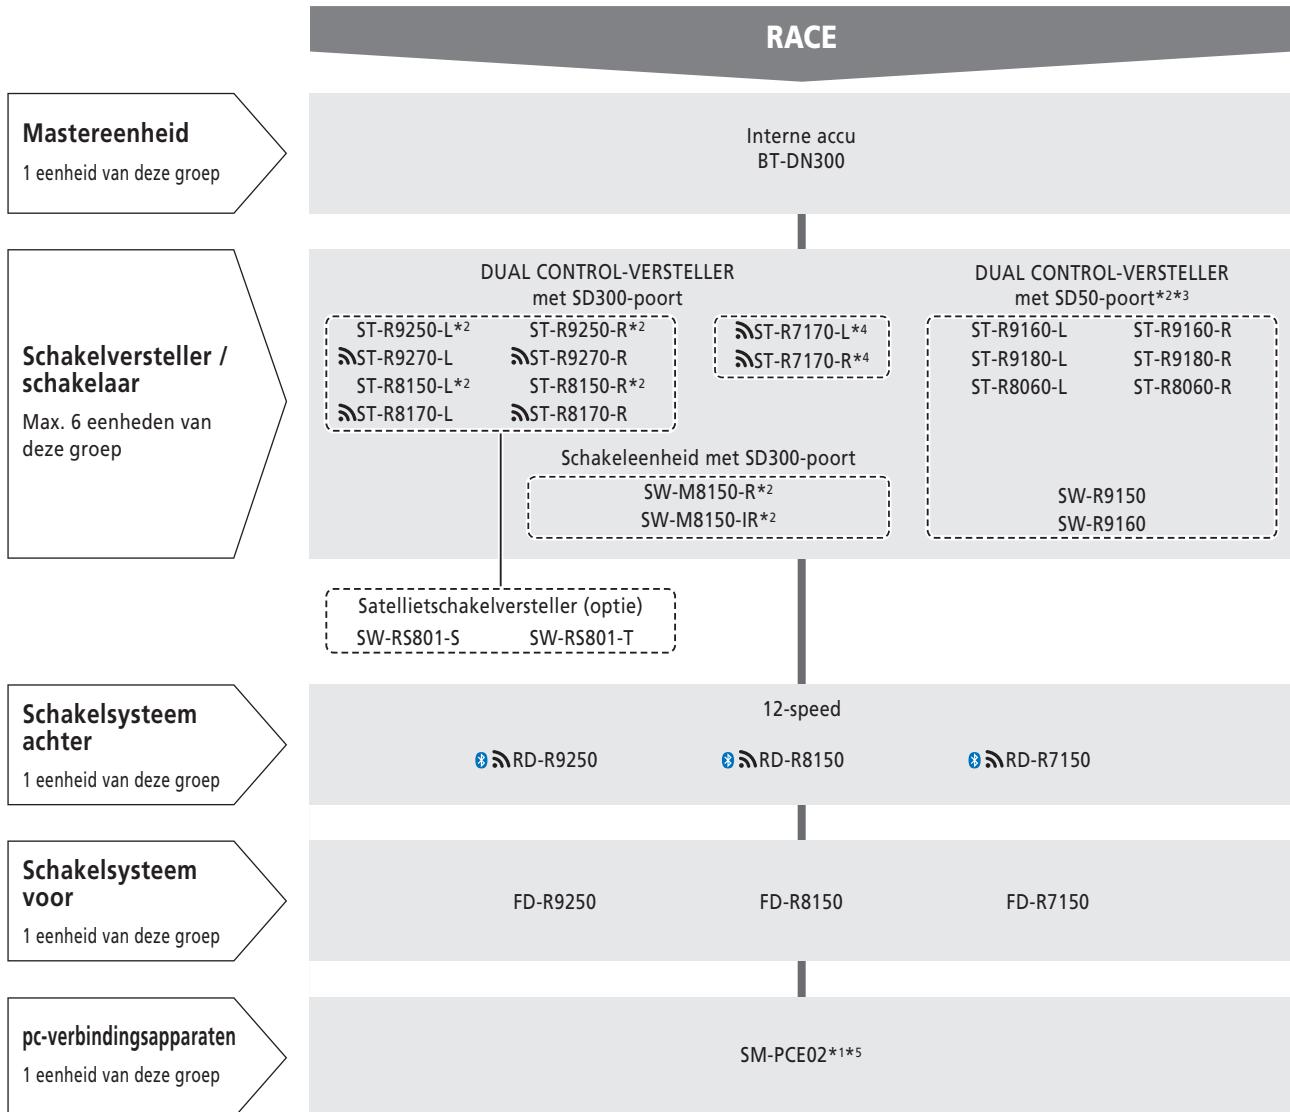 RACE
Mastereenheid
1 eenheid van deze groep
Interne accu
BT-DN300
Schakelversteller /
schakelaar
Max. 6 eenheden van
deze groep
DUAL CONTROL-VERSTELLER
met SD300-poort
ST-R9250-L*2 ST-R9250-R*2
ST-R9270-L ST-R9270-R
ST-R8150-L*2 ST-R8150-R*2
ST-R8170-L ST-R8170-R
ST-R7170-L*4
ST-R7170-R*4
Schakeleenheid met SD300-poort
SW-M8150-R*2
SW-M8150-IR*2
DUAL CONTROL-VERSTELLER
met SD50-poort*2*3
ST-R9160-L ST-R9160-R
ST-R9180-L ST-R9180-R
ST-R8060-L ST-R8060-R
SW-R9150
SW-R9160
Satellietschakelversteller (optie)
SW-RS801-S SW-RS801-T
Schakelsysteem
achter
1 eenheid van deze groep
12-speed
RD-R9250 RD-R8150 RD-R7150
Schakelsysteem
voor
1 eenheid van deze groep
FD-R9250 FD-R8150 FD-R7150
pc-verbindingsapparaten
1 eenheid van deze groep
SM-PCE02*1*5